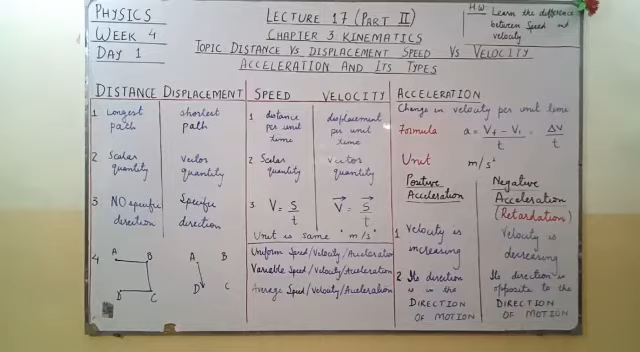 PHYSICS
WEEK 4
DAY 1
LECTURE 17 (PART II)
CHAPTER 3 KINEMATICS
TOPIC DISTANCE VS DISPLACEMENT SPEED VS VELOCITY
ACCELERATION AND ITS TYPES
H.W
Learn the difference
between Speed and
velocity
DISTANCE DISPLACEMENT
1 Longest shortest
path path
2 Scalar vector
quantity quantity
3 NO specific Specific
direction direction
4 A B A B
D C D C
SPEED VELOCITY
1 distance displacement
per unit per unit
time time
2 Scalar vector
quantity quantity
3 V = S/t V = S/t
Unit is same "m/s"
Uniform Speed/Velocity/Acceleration
Variable Speed/Velocity/Acceleration
Average Speed/Velocity/Acceleration
ACCELERATION
Change in velocity per unit time
Formula a = Vf - Vi / t = ΔV / t
Unit m/s²
Positive
Acceleration
1 Velocity is
increasing
2 Its direction
is in the
DIRECTION
OF MOTION
Negative
Acceleration
(Retardation)
Velocity is
decreasing
Its direction is
opposite to the
DIRECTION
OF MOTION